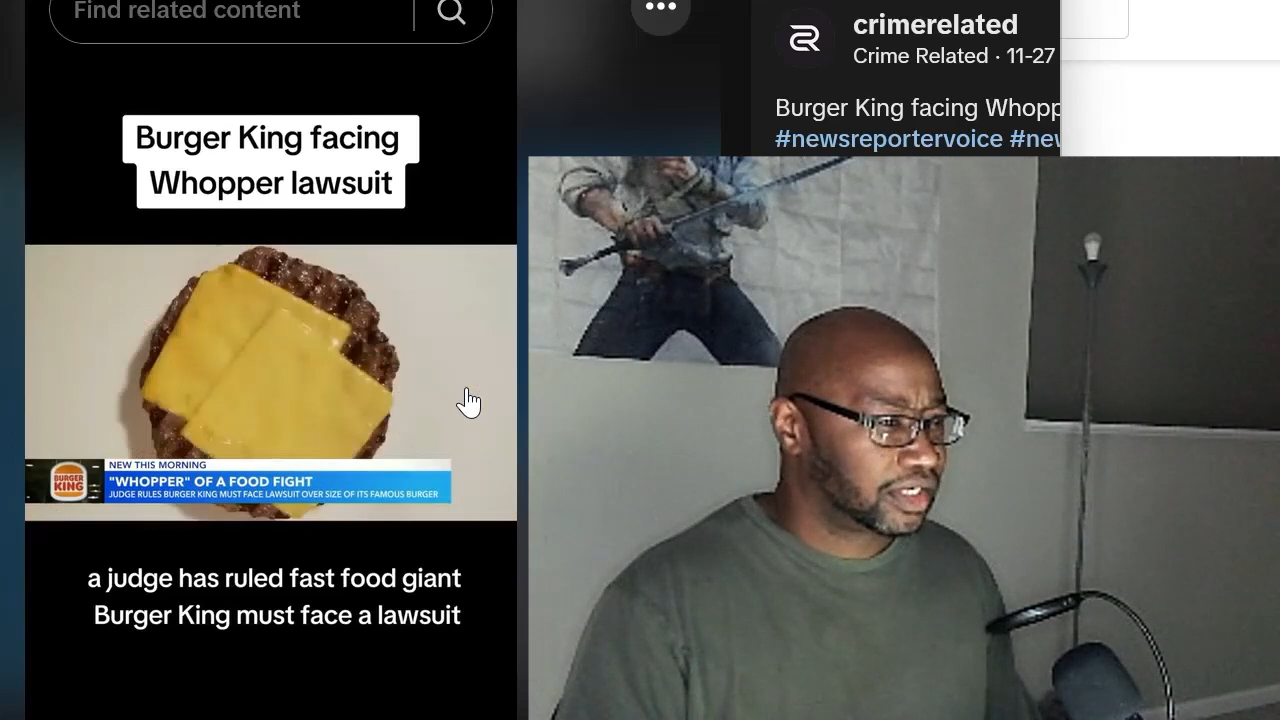 Find related content
Burger King facing
Whopper lawsuit
BURGER
KING
NEW THIS MORNING
"WHOPPER" OF A FOOD FIGHT
JUDGE RULES BURGER KING MUST FACE LAWSUIT OVER SIZE OF ITS FAMOUS BURGER
a judge has ruled fast food giant
Burger King must face a lawsuit
crimerelated
Crime Related · 11-27
Burger King facing Whopp
#newsreportervoice #new